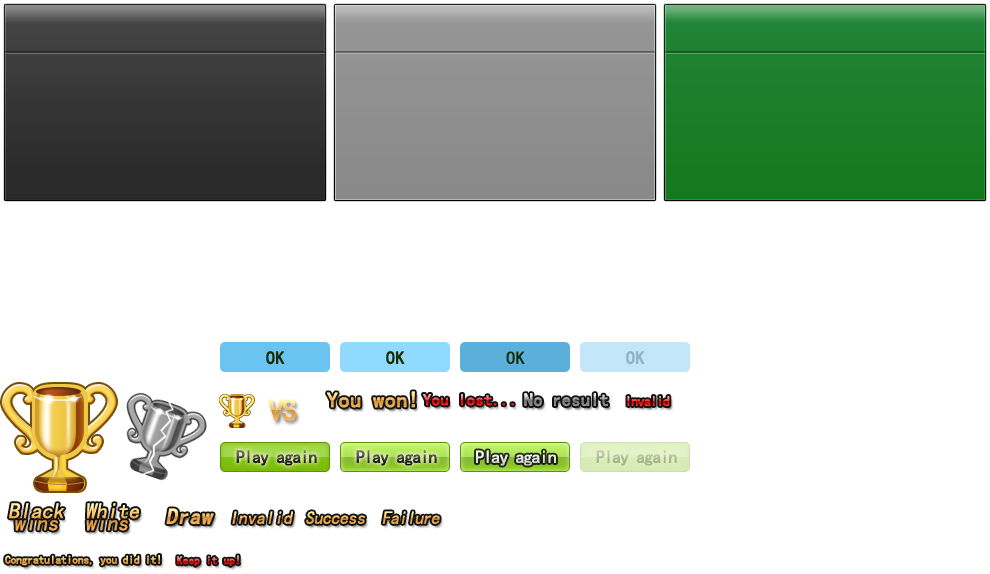 OK OK OK OK
VS You won! You lost... No result Invalid
Play again Play again Play again Play again
Black wins White wins Draw Invalid Success Failure
Congratulations, you did it! Keep it up!